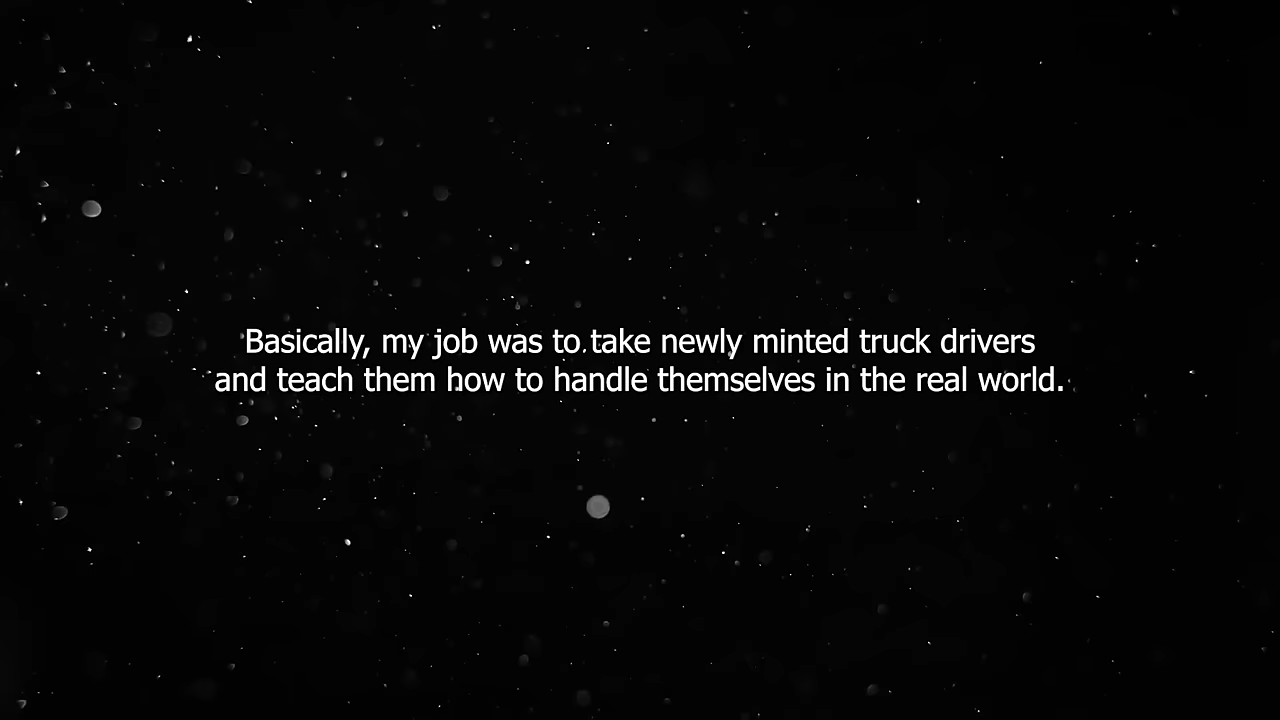 Basically, my job was to take newly minted truck drivers
and teach them how to handle themselves in the real world.